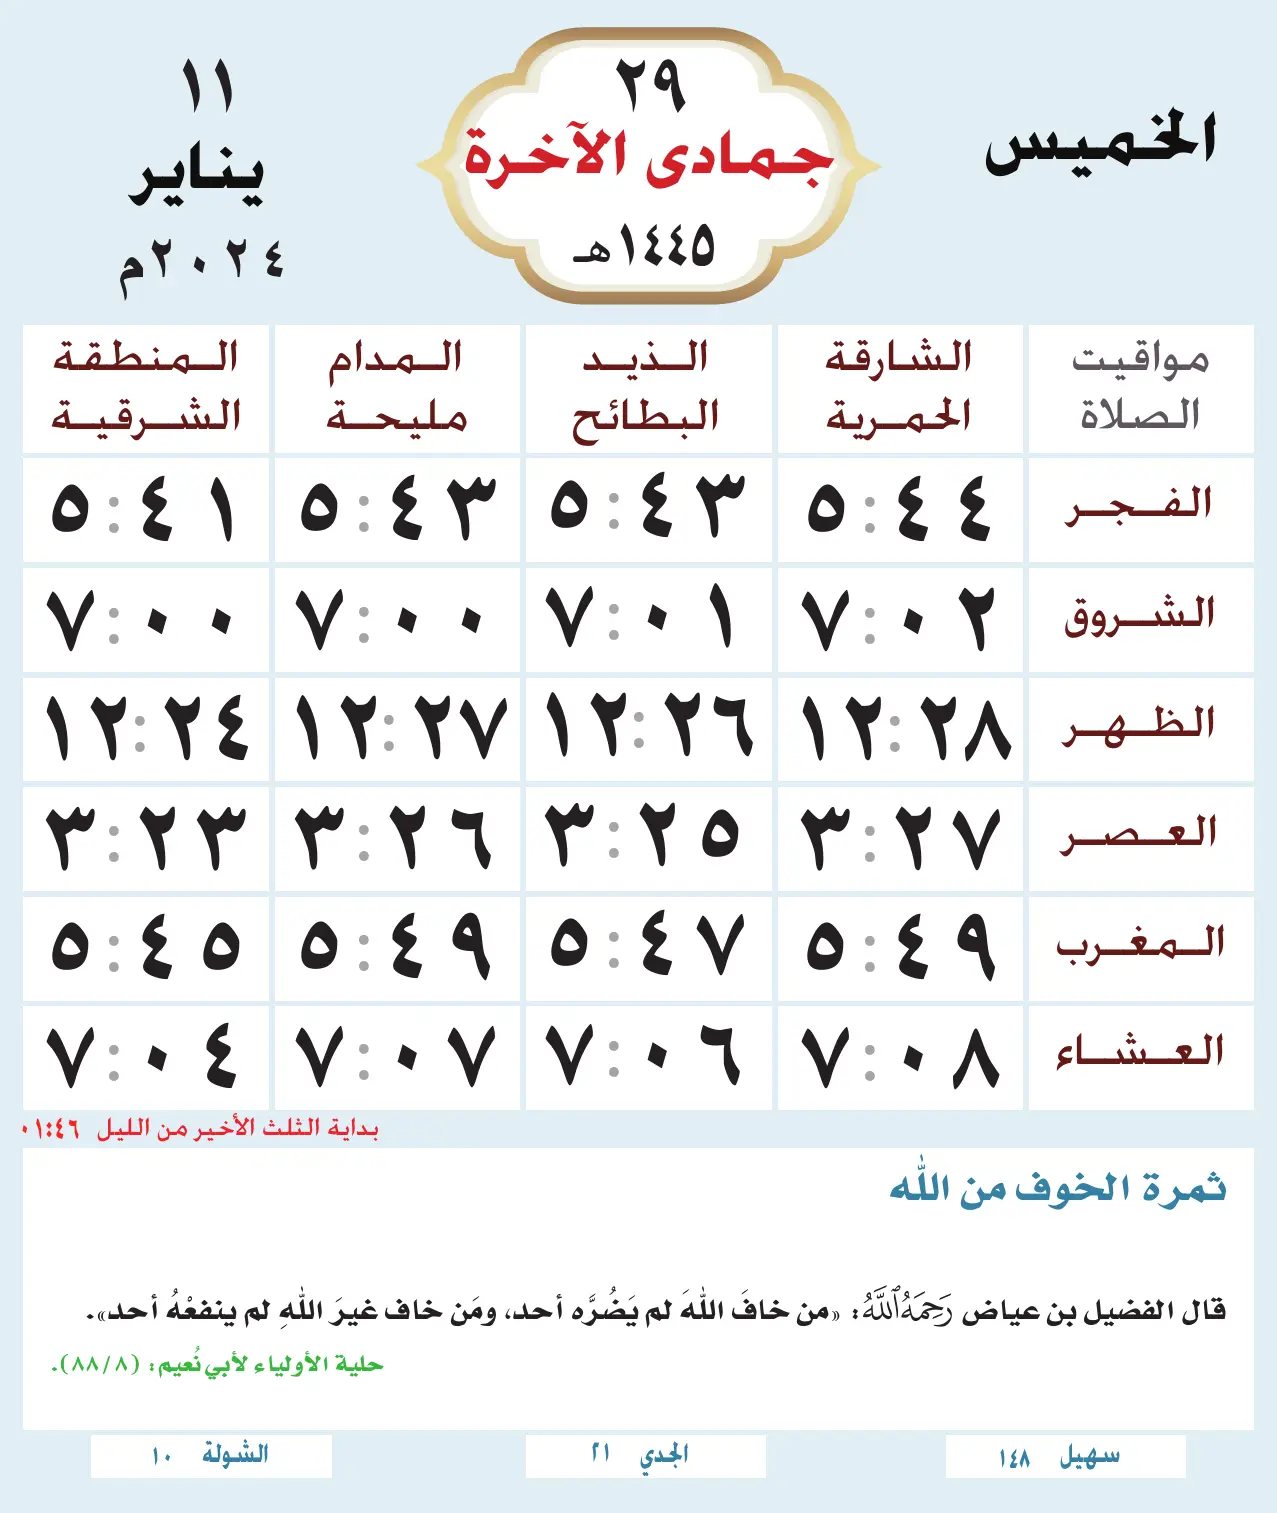 الخميس
٢٩
جمادى الآخرة
١٤٤٥هـ
١١
يناير
٢٠٢٤م
مواقيت الصلاة
الشارقة الحمرية
الذيد البطائح
المدام مليحة
المنطقة الشرقية
الفجر ٥:٤٤ ٥:٤٣ ٥:٤٣ ٥:٤١
الشروق ٧:٠٢ ٧:٠١ ٧:٠٠ ٧:٠٠
الظهر ١٢:٢٨ ١٢:٢٦ ١٢:٢٧ ١٢:٢٤
العصر ٣:٢٧ ٣:٢٥ ٣:٢٦ ٣:٢٣
المغرب ٥:٤٩ ٥:٤٧ ٥:٤٩ ٥:٤٥
العشاء ٧:٠٨ ٧:٠٦ ٧:٠٧ ٧:٠٤
بداية الثلث الأخير من الليل ٠١:٤٦
ثمرة الخوف من الله
قال الفضيل بن عياض رَحِمَهُ ٱللَّهُ: «من خافَ اللهَ لم يَضُرَّه أحد، ومَن خاف غيرَ اللهِ لم ينفعْهُ أحد».
حلية الأولياء لأبي نُعيم: (٨٨/٨).
سهيل ١٤٨
الجدي ٢١
الشولة ١٠